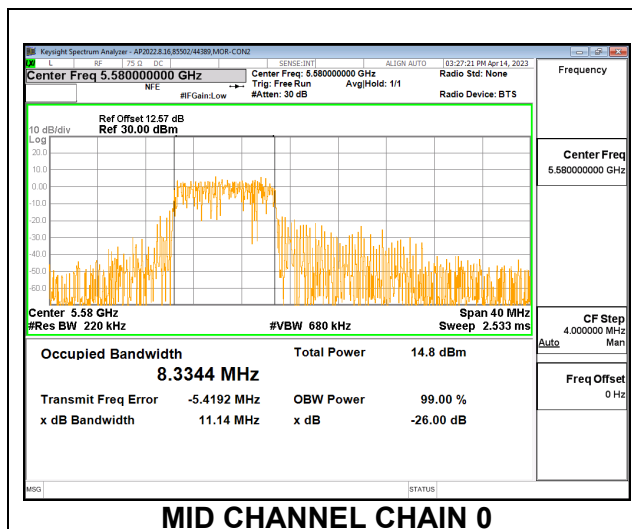 Keysight Spectrum Analyzer - AP2022.8.16,85502/44389,MOR-CON2
L RF 75 Ω DC SENSE:INT ALIGN AUTO 03:27:21 PM Apr 14, 2023
Center Freq 5.580000000 GHz
NFE
#IFGain:Low
Center Freq: 5.580000000 GHz
Trig: Free Run Avg|Hold: 1/1
#Atten: 30 dB
Radio Std: None
Radio Device: BTS
Ref Offset 12.57 dB
10 dB/div Ref 30.00 dBm
Log
20.0
10.0
0.00
-10.0
-20.0
-30.0
-40.0
-50.0
-60.0
Center 5.58 GHz Span 40 MHz
#Res BW 220 kHz #VBW 680 kHz Sweep 2.533 ms
Occupied Bandwidth Total Power 14.8 dBm
8.3344 MHz
Transmit Freq Error -5.4192 MHz OBW Power 99.00 %
x dB Bandwidth 11.14 MHz x dB -26.00 dB
MSG STATUS
Frequency
Center Freq
5.580000000 GHz
CF Step
4.000000 MHz
Auto Man
Freq Offset
0 Hz
MID CHANNEL CHAIN 0